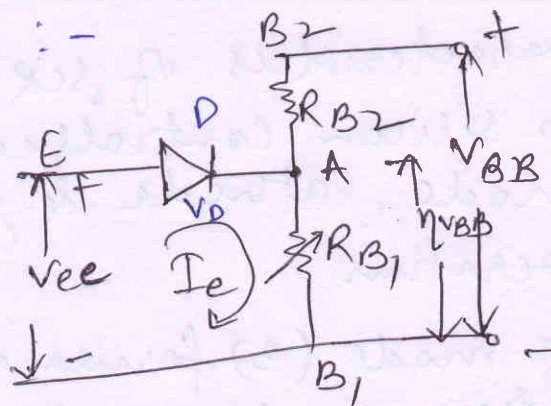 :-
B2 +
D RB2
E + A VBB
VD ηVBB
Vee Ie RB1
- B1 -